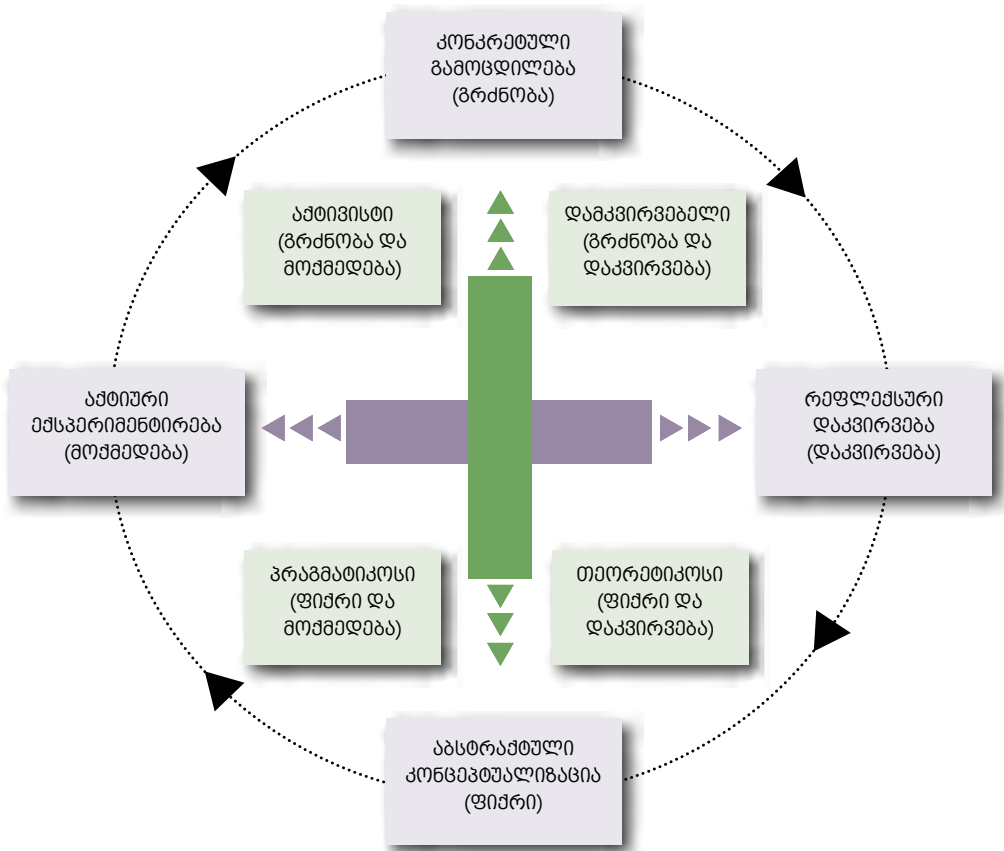 კონკრეტული
გამოცდილება
(გრძნობა)
აქტივისტი
(გრძნობა და
მოქმედება)
დამკვირვებელი
(გრძნობა და
დაკვირვება)
აქტიური
ექსპერიმენტირება
(მოქმედება)
რეფლექსური
დაკვირვება
(დაკვირვება)
პრაგმატიკოსი
(ფიქრი და
მოქმედება)
თეორეტიკოსი
(ფიქრი და
დაკვირვება)
აბსტრაქტული
კონცეპტუალიზაცია
(ფიქრი)